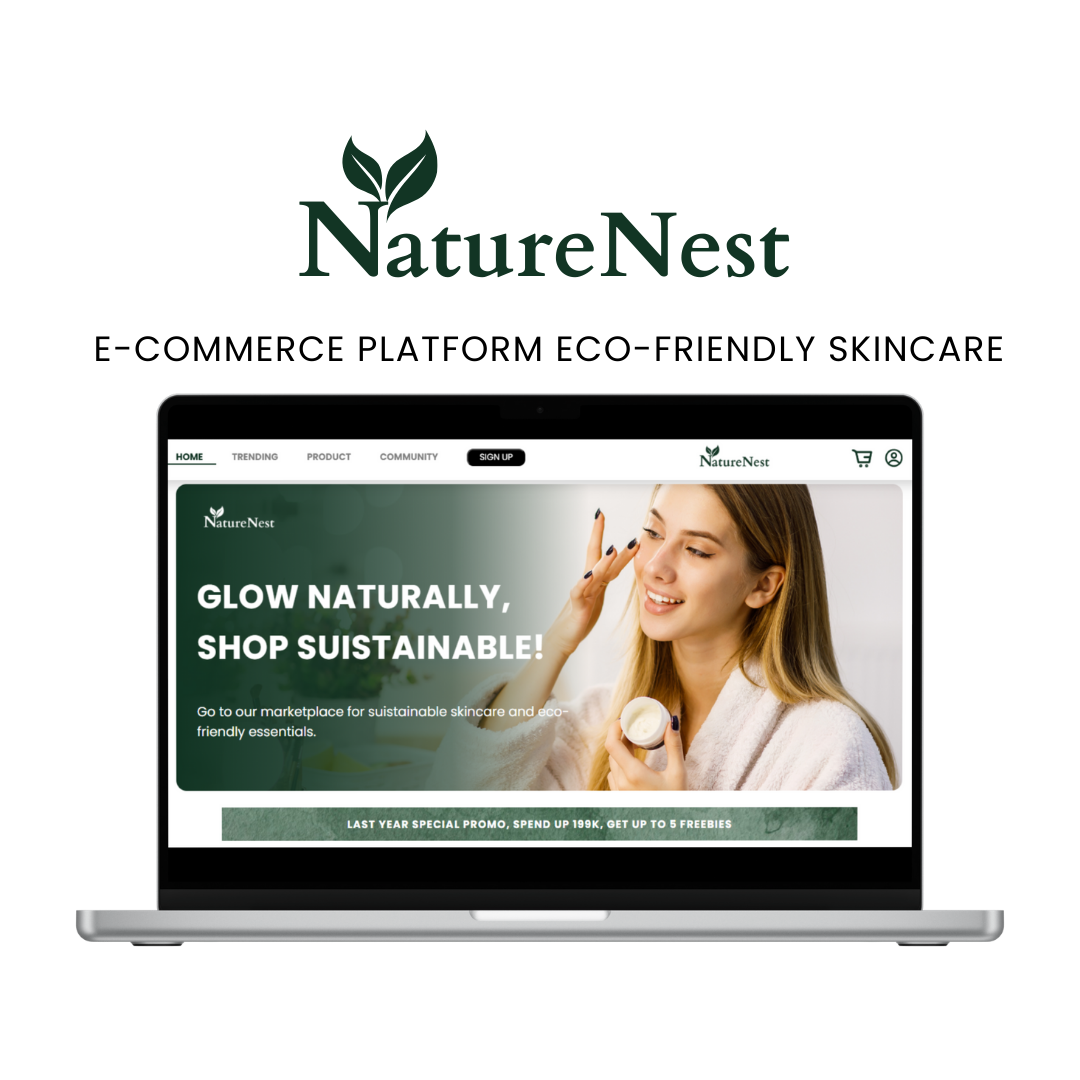 NatureNest
E-COMMERCE PLATFORM ECO-FRIENDLY SKINCARE
HOME TRENDING PRODUCT COMMUNITY SIGN UP NatureNest
NatureNest
GLOW NATURALLY,
SHOP SUISTAINABLE!
Go to our marketplace for suistainable skincare and eco-
friendly essentials.
LAST YEAR SPECIAL PROMO, SPEND UP 199K, GET UP TO 5 FREEBIES